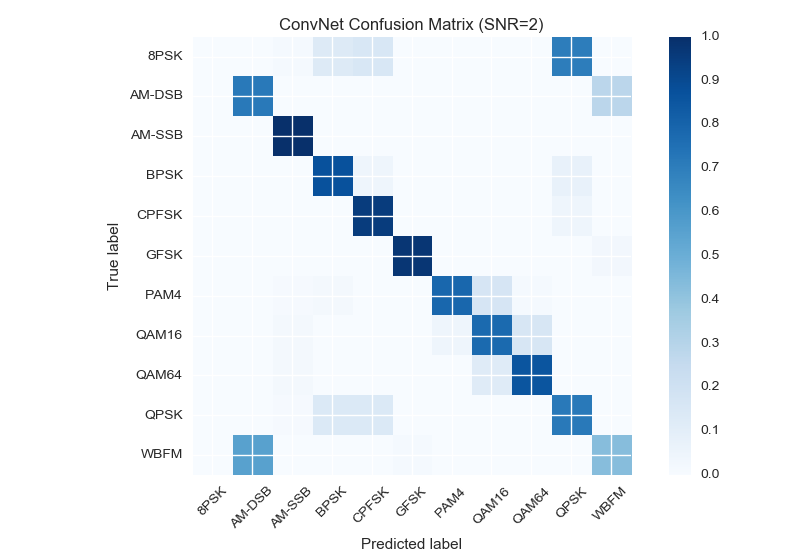 ConvNet Confusion Matrix (SNR=2)
8PSK
AM-DSB
AM-SSB
BPSK
CPFSK
GFSK
PAM4
QAM16
QAM64
QPSK
WBFM
True label
8PSK
AM-DSB
AM-SSB
BPSK
CPFSK
GFSK
PAM4
QAM16
QAM64
QPSK
WBFM
Predicted label
1.0
0.9
0.8
0.7
0.6
0.5
0.4
0.3
0.2
0.1
0.0